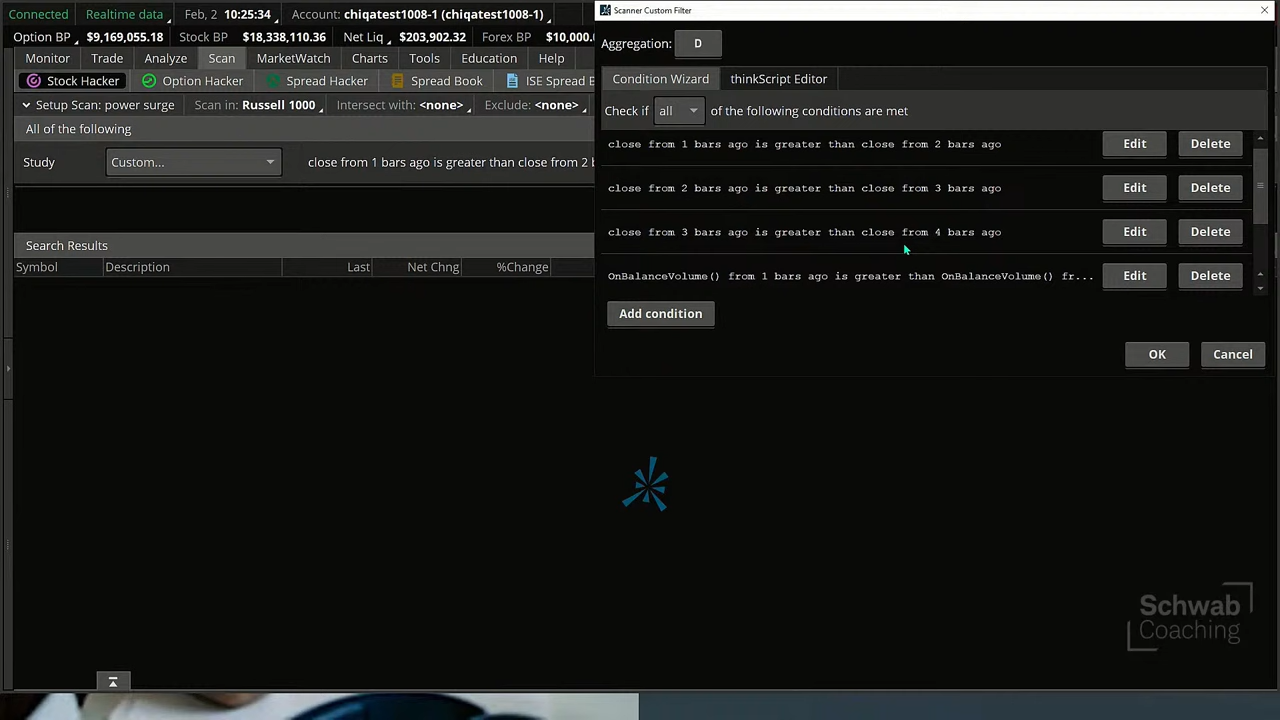 Connected Realtime data Feb, 2 10:25:34 Account: chiqatest1008-1 (chiqatest1008-1)
Option BP $9,169,055.18 Stock BP $18,338,110.36 Net Liq $203,902.32 Forex BP $10,000.
Monitor Trade Analyze Scan MarketWatch Charts Tools Education Help
Stock Hacker Option Hacker Spread Hacker Spread Book ISE Spread B
Setup Scan: power surge Scan in: Russell 1000 Intersect with: <none> Exclude: <none>
All of the following
Study Custom... close from 1 bars ago is greater than close from 2 b
Search Results
Symbol Description Last Net Chng %Change
Scanner Custom Filter
Aggregation: D
Condition Wizard thinkScript Editor
Check if all of the following conditions are met
close from 1 bars ago is greater than close from 2 bars ago Edit Delete
close from 2 bars ago is greater than close from 3 bars ago Edit Delete
close from 3 bars ago is greater than close from 4 bars ago Edit Delete
OnBalanceVolume() from 1 bars ago is greater than OnBalanceVolume() fr... Edit Delete
Add condition
OK Cancel
Schwab
Coaching